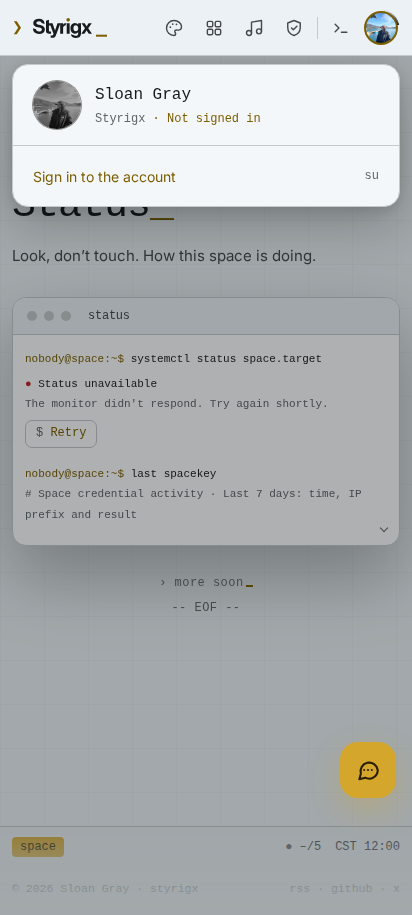 ❯ Styrigx _
Sloan Gray
Styrigx · Not signed in
Sign in to the account su
Status_
Look, don’t touch. How this space is doing.
status
nobody@space:~$ systemctl status space.target
● Status unavailable
The monitor didn't respond. Try again shortly.
$ Retry
nobody@space:~$ last spacekey
# Space credential activity · Last 7 days: time, IP
prefix and result
› more soon_
-- EOF --
space ● –/5 CST 12:00
© 2026 Sloan Gray · styrigx rss · github · x